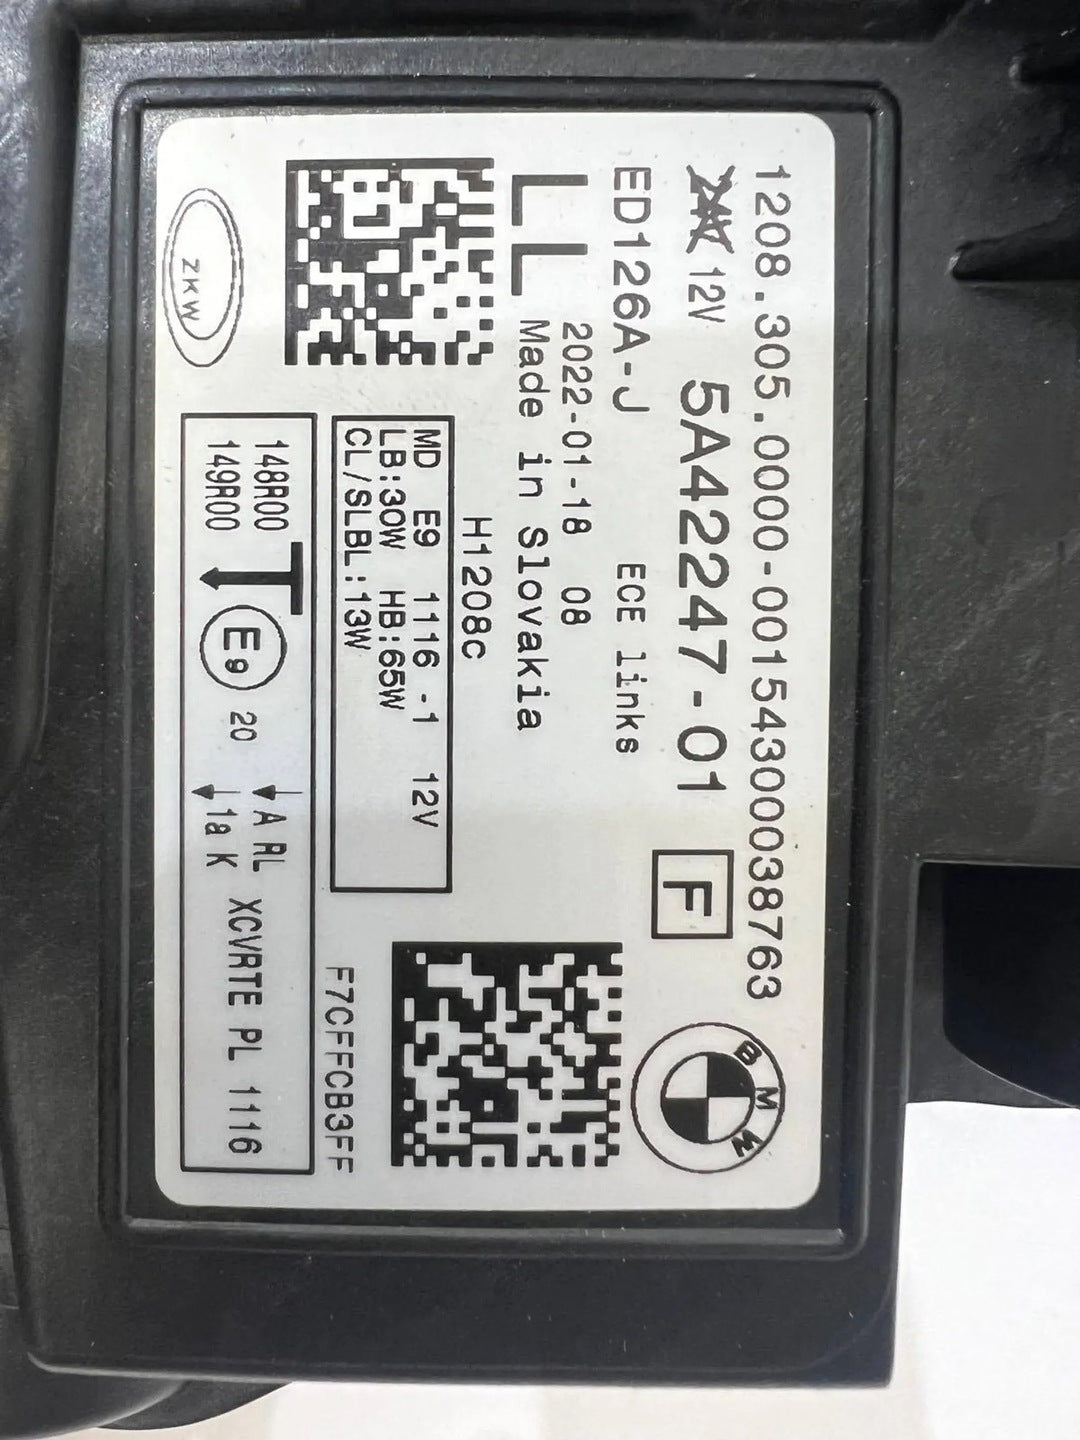 1208.305.0000-00154300038763
12V 5A42247-01 F
BMW
ED126A-J ECE links
2022-01-18 08
LL Made in Slovakia
H1208c
MD E9 1116 -1 12V
LB:30W HB:65W
CL/SLBL:13W
F7CFFCB3FF
ZKW
148R00
149R00
E9 20
A RL
1a K
XCVRTE PL 1116